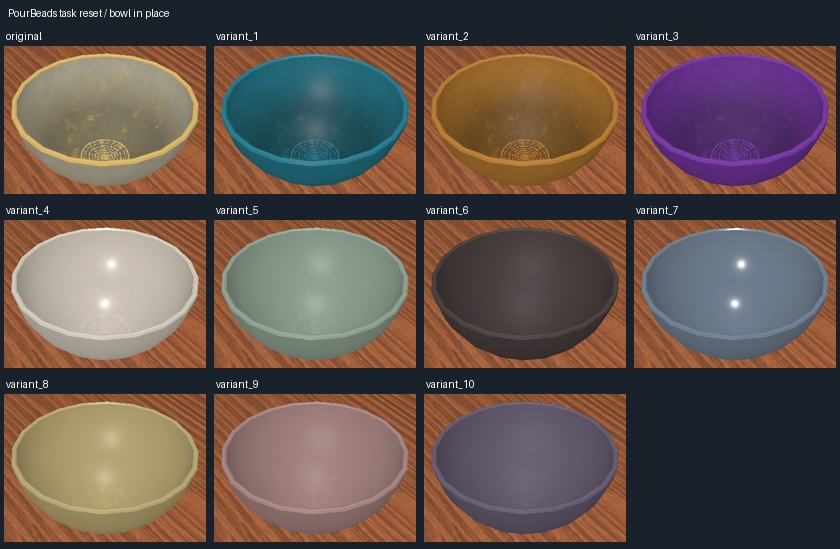 PourBeads task reset / bowl in place
original
variant_1
variant_2
variant_3
variant_4
variant_5
variant_6
variant_7
variant_8
variant_9
variant_10